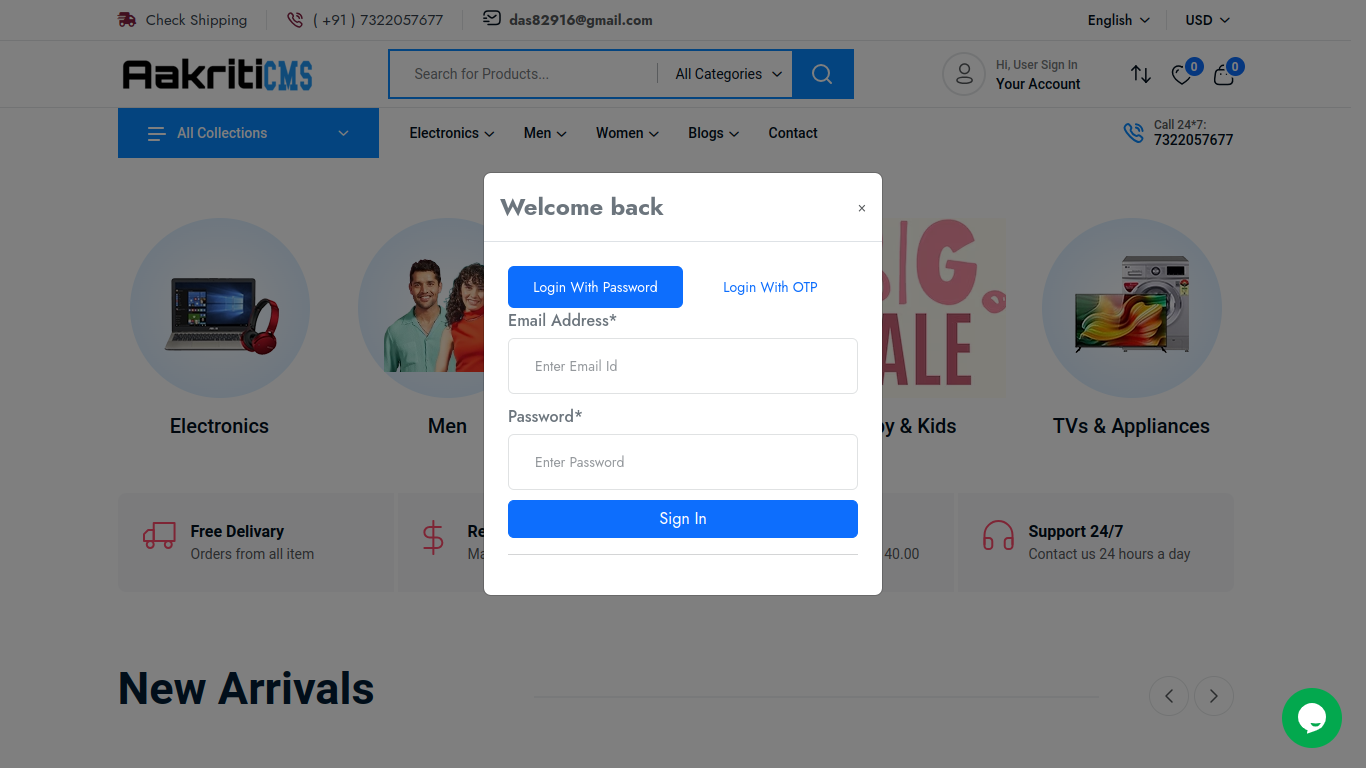 Check Shipping
( +91 ) 7322057677
das82916@gmail.com
English
USD
AakritiCMS
Search for Products...
All Categories
Hi, User Sign In
Your Account
0
0
All Collections
Electronics
Men
Women
Blogs
Contact
Call 24*7:
7322057677
Welcome back
×
Login With Password
Login With OTP
Email Address*
Enter Email Id
Password*
Enter Password
Sign In
IG.
ALE
Electronics
Men
y & Kids
TVs & Appliances
Free Delivary
Orders from all item
Re
Ma
40.00
Support 24/7
Contact us 24 hours a day
New Arrivals